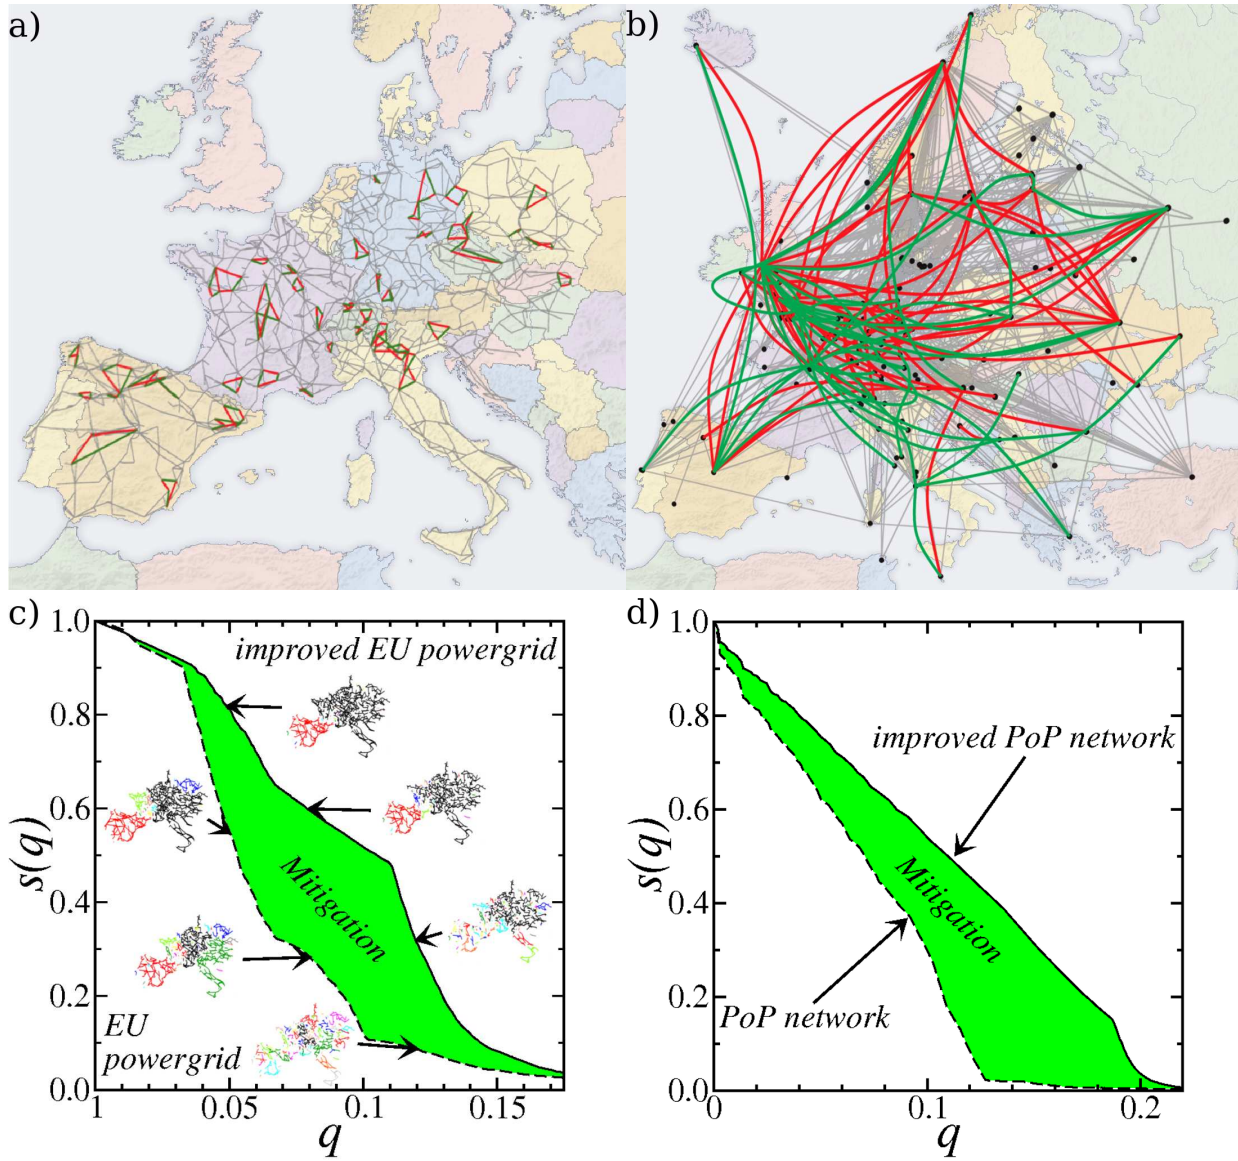 a)
b)
c)
1.0
0.8
0.6
0.4
0.2
0.0
s(q)
improved EU powergrid
Mitigation
EU
powergrid
1
0.05
0.1
0.15
q
d)
1.0
0.8
0.6
0.4
0.2
0.0
s(q)
improved PoP network
Mitigation
PoP network
0
0.1
0.2
q